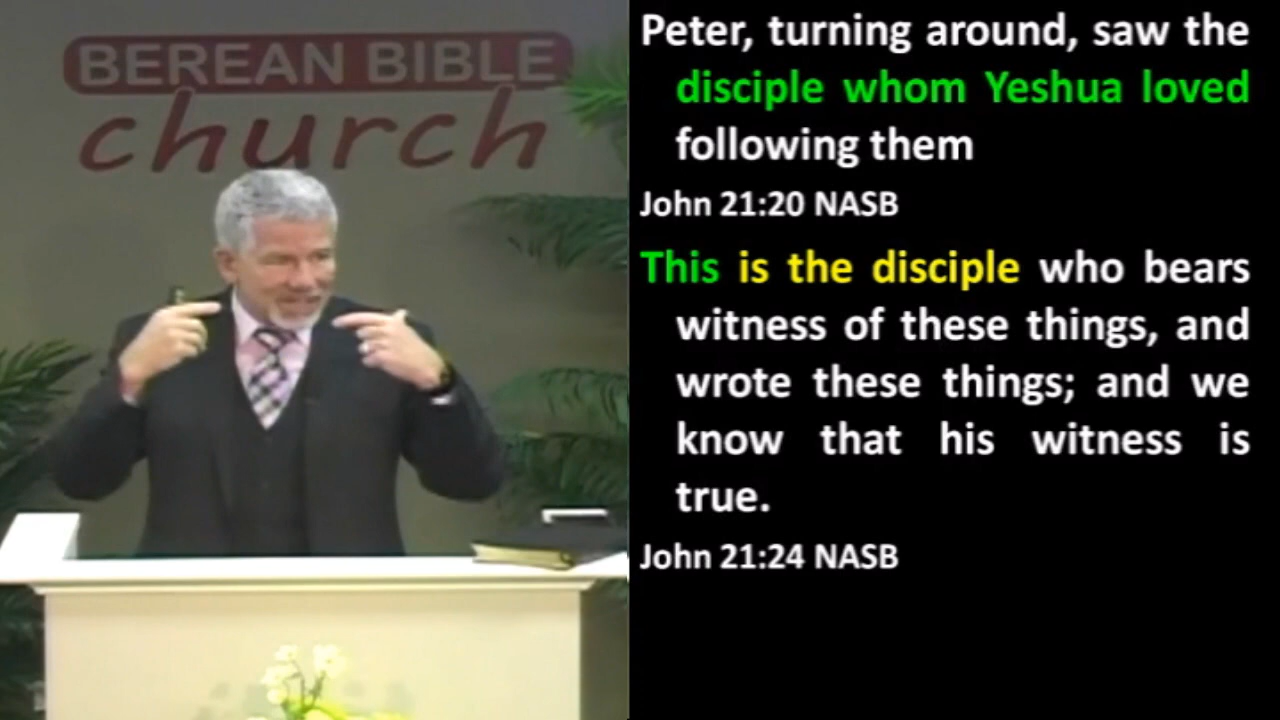 BEREAN BIBLE
church
Peter, turning around, saw the
disciple whom Yeshua loved
following them
John 21:20 NASB
This is the disciple who bears
witness of these things, and
wrote these things; and we
know that his witness is
true.
John 21:24 NASB